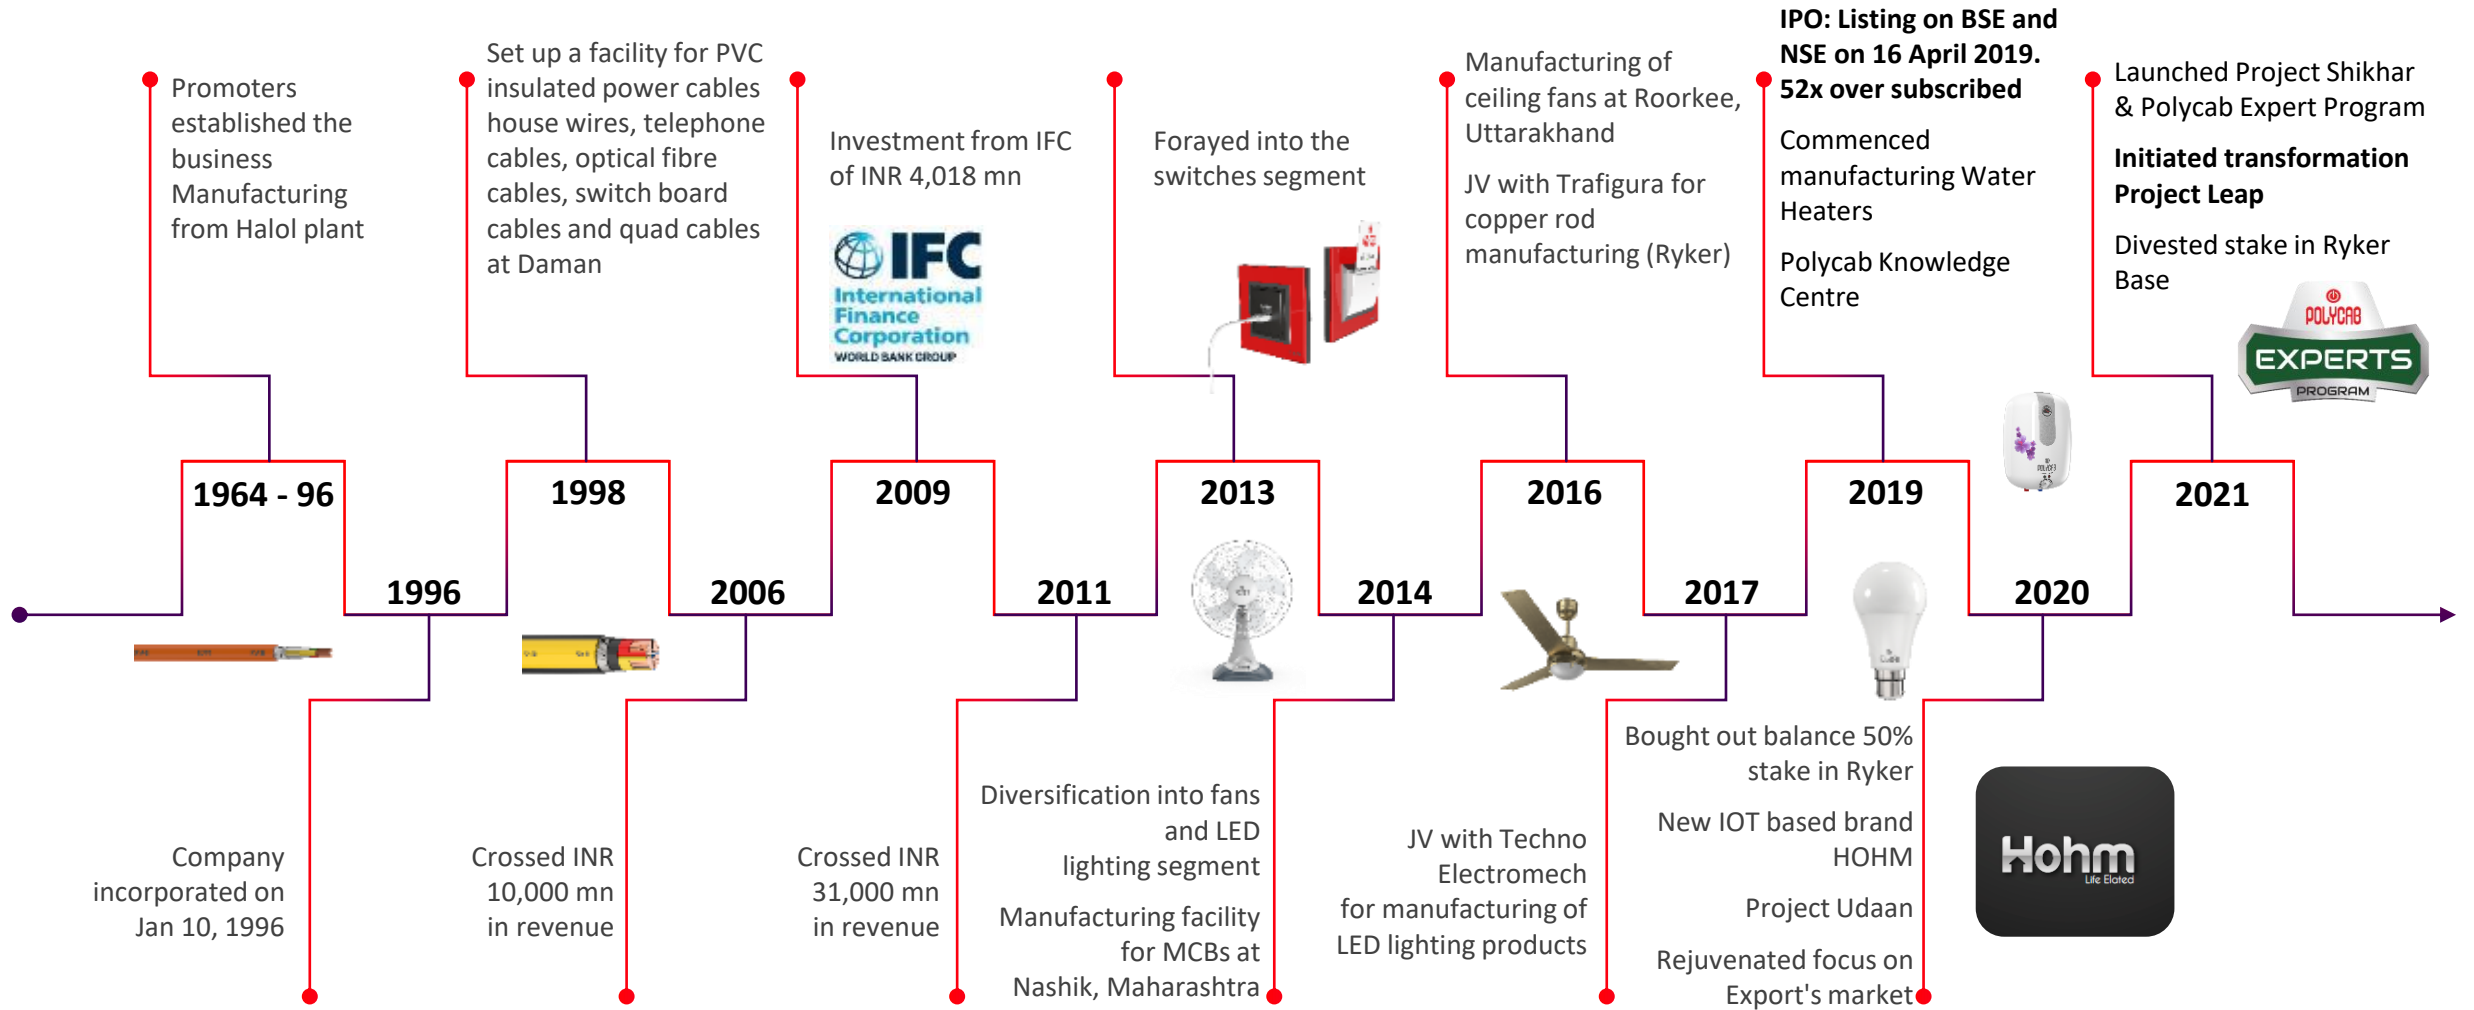 Promoters
established the
business
Manufacturing
from Halol plant
Set up a facility for PVC
insulated power cables
house wires, telephone
cables, optical fibre
cables, switch board
cables and quad cables
at Daman
Investment from IFC
of INR 4,018 mn
IFC
International
Finance
Corporation
WORLD BANK GROUP
Forayed into the
switches segment
Manufacturing of
ceiling fans at Roorkee,
Uttarakhand
JV with Trafigura for
copper rod
manufacturing (Ryker)
IPO: Listing on BSE and
NSE on 16 April 2019.
52x over subscribed
Commenced
manufacturing Water
Heaters
Polycab Knowledge
Centre
Launched Project Shikhar
& Polycab Expert Program
Initiated transformation
Project Leap
Divested stake in Ryker
Base
POLYCAB
EXPERTS
PROGRAM
1964 - 96
1998
2009
2013
2016
2019
2021
1996
2006
2011
2014
2017
2020
Company
incorporated on
Jan 10, 1996
Crossed INR
10,000 mn
in revenue
Crossed INR
31,000 mn
in revenue
Diversification into fans
and LED
lighting segment
Manufacturing facility
for MCBs at
Nashik, Maharashtra
JV with Techno
Electromech
for manufacturing of
LED lighting products
Bought out balance 50%
stake in Ryker
New IOT based brand
HOHM
Project Udaan
Rejuvenated focus on
Export's market
Hohm
Life Elated